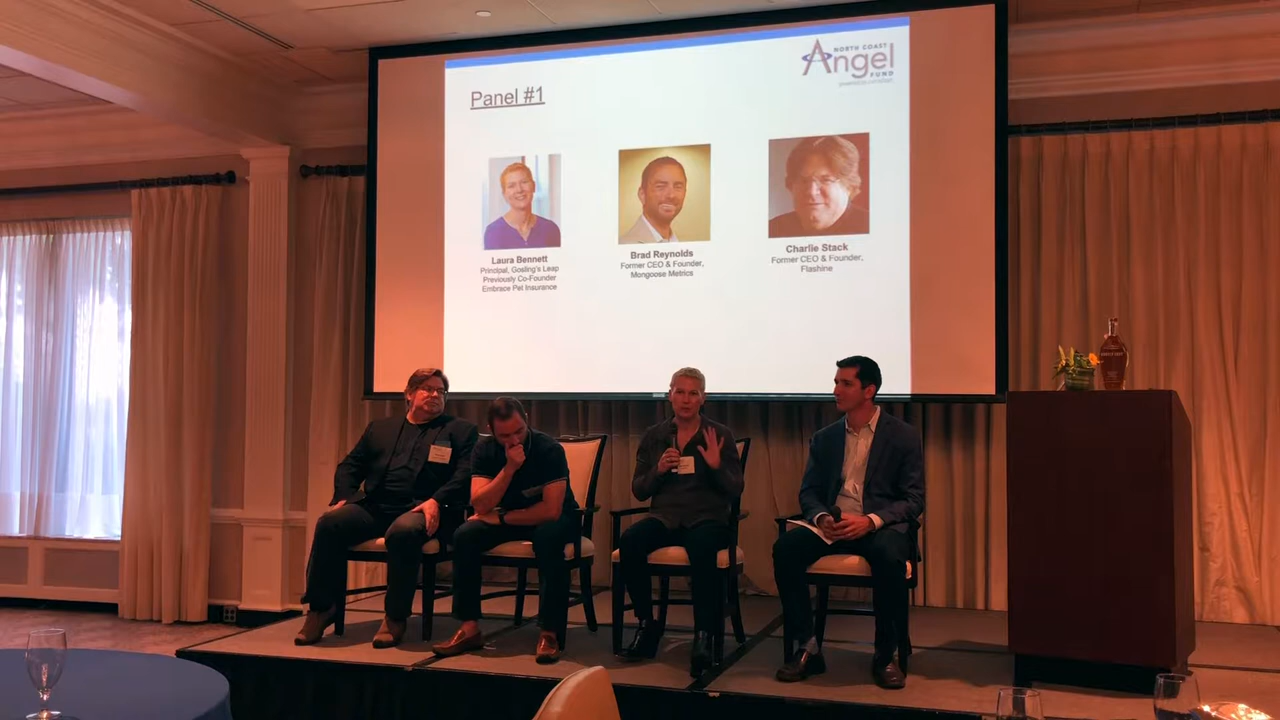 NORTH COAST
Angel
FUND
Panel #1
Laura Bennett
Principal, Gosling's Leap
Previously Co-Founder
Embrace Pet Insurance
Brad Reynolds
Former CEO & Founder,
Mongoose Metrics
Charlie Stack
Former CEO & Founder,
Flashine